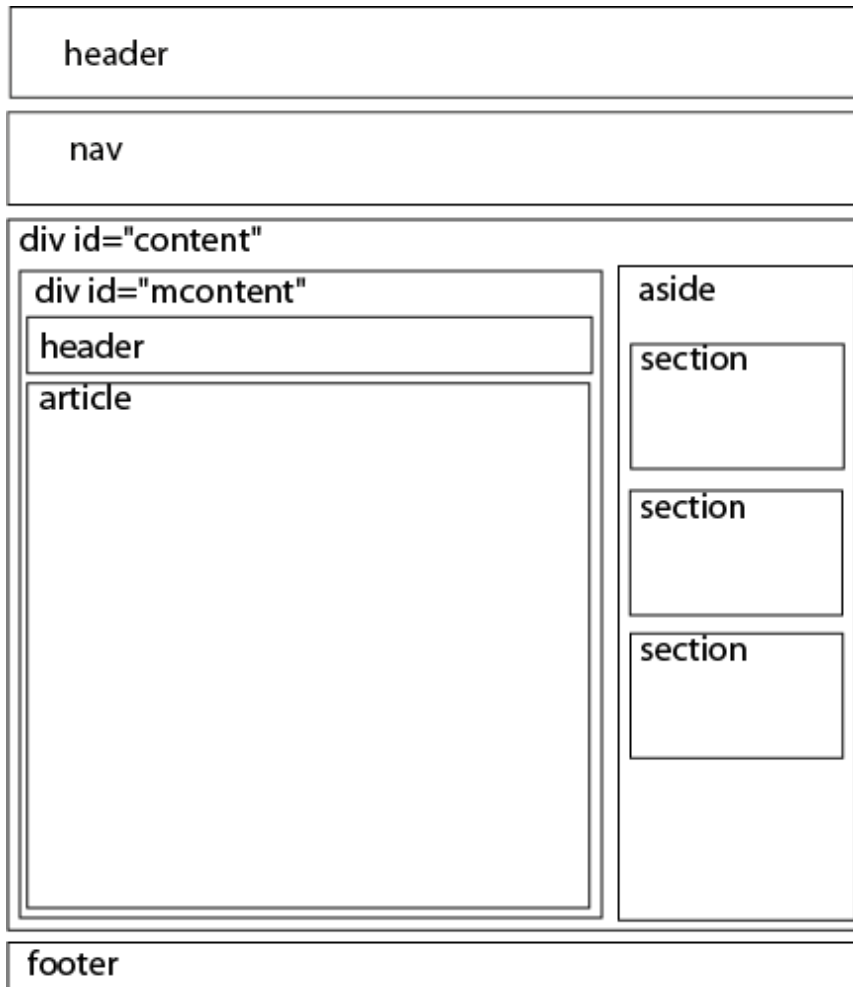 header
nav
div id="content"
div id="mcontent"
header
article
aside
section
section
section
footer